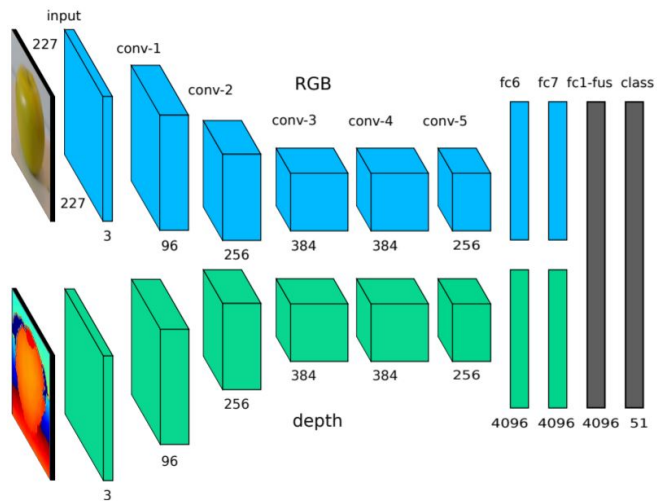 input
227
conv-1
conv-2
RGB
conv-3 conv-4 conv-5
fc6 fc7 fc1-fus class
227
3
96
256
384
384
256
384
384
256
256
depth
96
3
4096 4096 4096 51